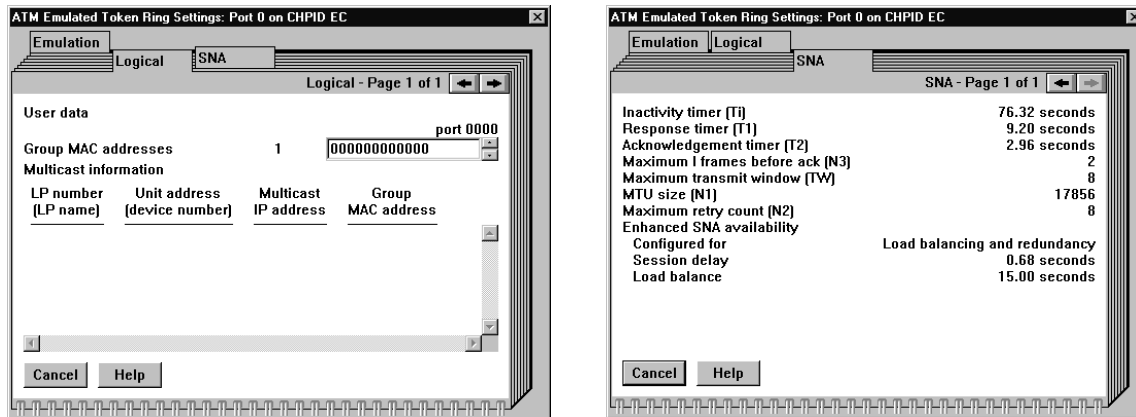 ATM Emulated Token Ring Settings: Port 0 on CHPID EC
Emulation
Logical
SNA
Logical - Page 1 of 1
User data
port 0000
Group MAC addresses 1 000000000000
Multicast information
LP number Unit address Multicast Group
(LP name) (device number) IP address MAC address
Cancel Help
ATM Emulated Token Ring Settings: Port 0 on CHPID EC
Emulation Logical
SNA
SNA - Page 1 of 1
Inactivity timer (Ti) 76.32 seconds
Response timer (T1) 9.20 seconds
Acknowledgement timer (T2) 2.96 seconds
Maximum I frames before ack (N3) 2
Maximum transmit window (TW) 8
MTU size (N1) 17856
Maximum retry count (N2) 8
Enhanced SNA availability
Configured for Load balancing and redundancy
Session delay 0.68 seconds
Load balance 15.00 seconds
Cancel Help